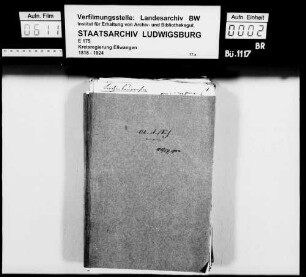 Aufn. Film
0611
Verfilmungsstelle: Landesarchiv BW
Institut für Erhaltung von Archiv- und Bibliotheksgut
STAATSARCHIV LUDWIGSBURG
E 175
Kreisregierung Ellwangen
1818 - 1924
Aufn. Einheit
0002
BR
Bü. 1117